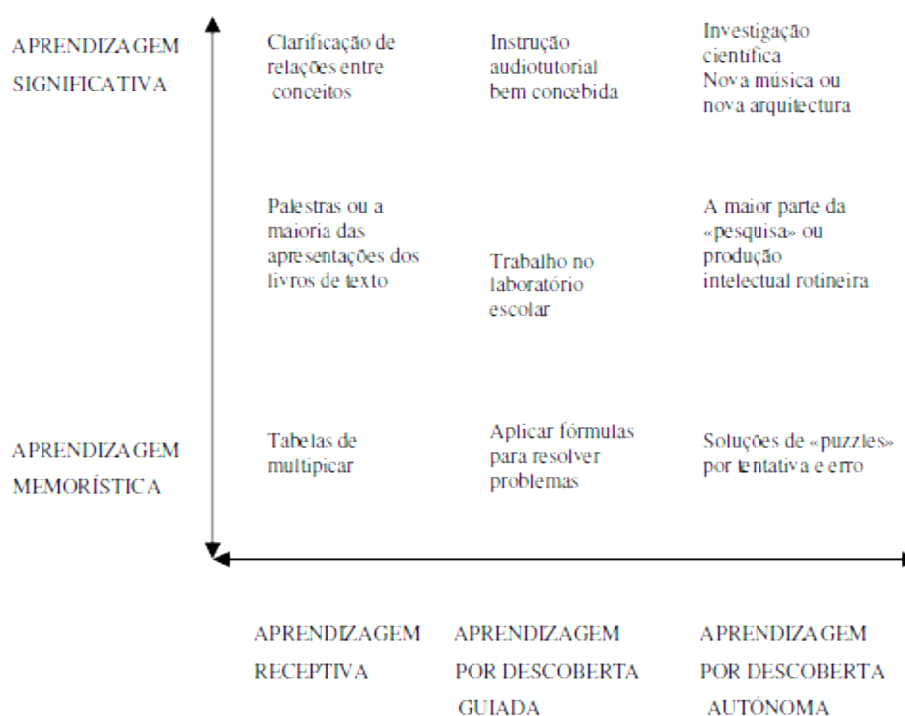 APRENDIZAGEM
SIGNIFICATIVA
Clarificação de
relações entre
conceitos
Instrução
audiotutorial
bem concebida
Investigação
científica
Nova música ou
nova arquitectura
Palestras ou a
maioria das
apresentações dos
livros de texto
Trabalho no
laboratório
escolar
A maior parte da
«pesquisa» ou
produção
intelectual rotineira
APRENDIZAGEM
MEMORÍSTICA
Tabelas de
multipicar
Aplicar fórmulas
para resolver
problemas
Soluções de «puzzles»
por tentativa e erro
APRENDIZAGEM
RECEPTIVA
APRENDIZAGEM
POR DESCOBERTA
GUIADA
APRENDIZAGEM
POR DESCOBERTA
AUTÓNOMA